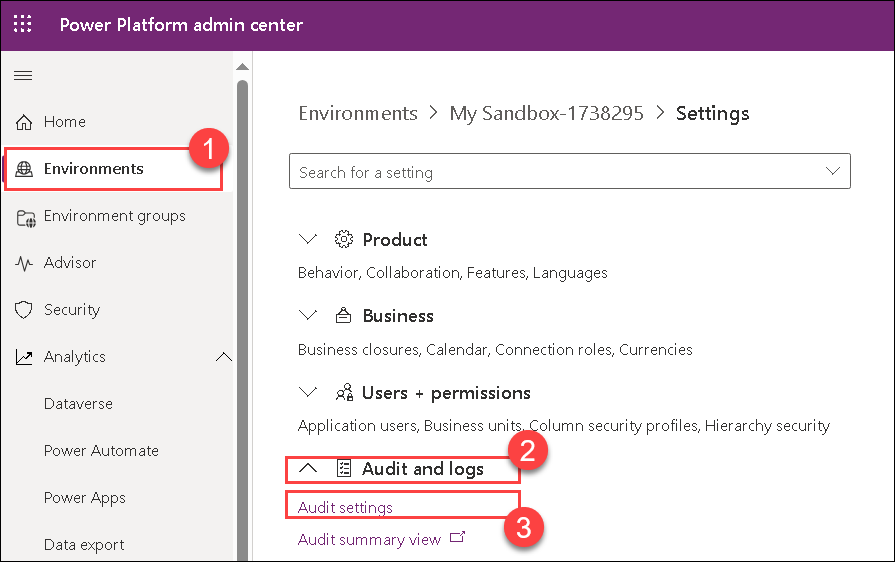 Power Platform admin center
Home
1
Environments
Environment groups
Advisor
Security
Analytics
Dataverse
Power Automate
Power Apps
Data export
Environments > My Sandbox-1738295 > Settings
Search for a setting
Product
Behavior, Collaboration, Features, Languages
Business
Business closures, Calendar, Connection roles, Currencies
Users + permissions
Application users, Business units, Column security profiles, Hierarchy security
2
Audit and logs
Audit settings
3
Audit summary view